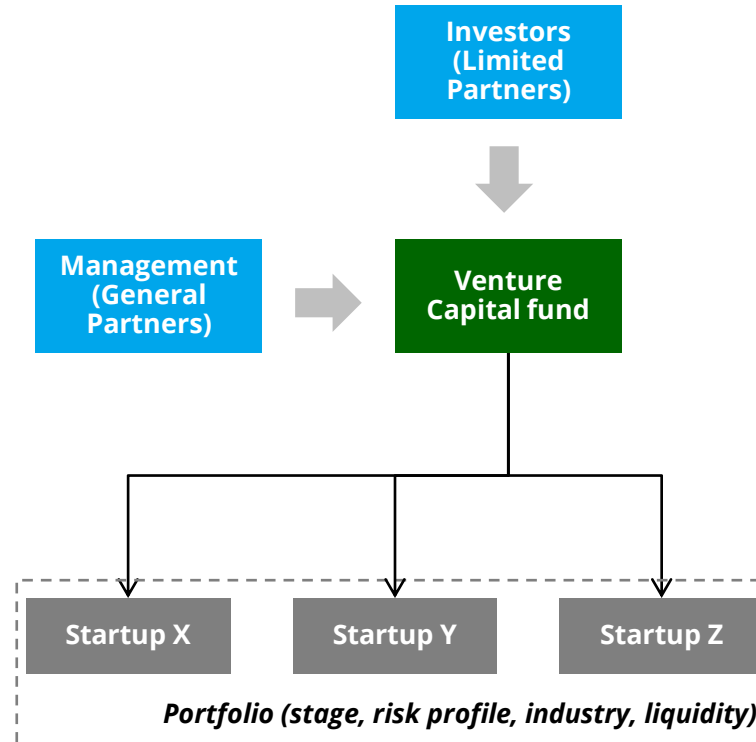 Investors
(Limited
Partners)
Management
(General
Partners)
Venture
Capital fund
Startup X
Startup Y
Startup Z
Portfolio (stage, risk profile, industry, liquidity)